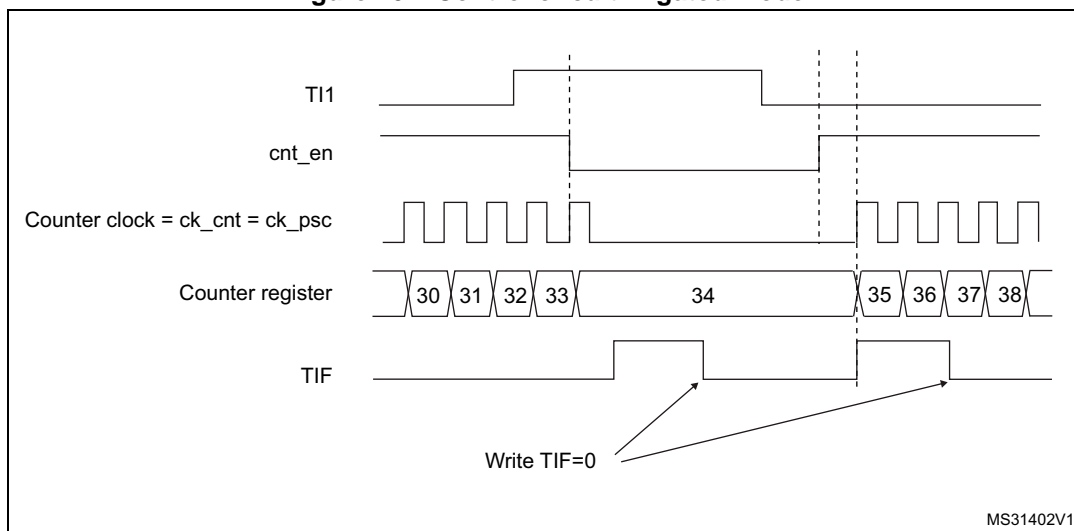 TI1
cnt_en
Counter clock = ck_cnt = ck_psc
Counter register
30 31 32 33 34 35 36 37 38
TIF
Write TIF=0
MS31402V1